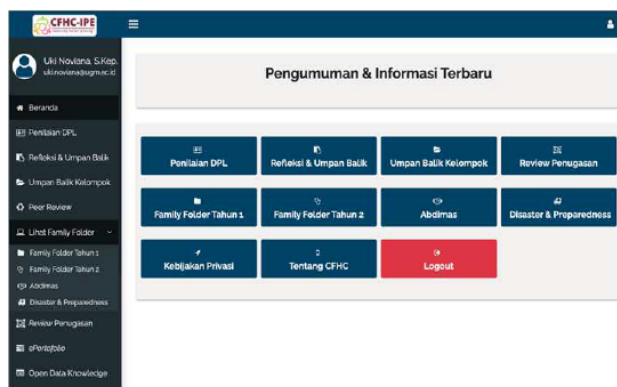 CFHC-IPE
Uki Noviana, S.Kep.
ukinoviana@ugm.ac.id
Beranda
Penilaian DPL
Refleksi & Umpan Balik
Umpan Balik Kelompok
Peer Review
Lihat Family Folder
Family Folder Tahun 1
Family Folder Tahun 2
Abdimas
Disaster & Preparedness
Review Penugasan
ePortofolio
Open Data Knowledge
Pengumuman & Informasi Terbaru
Penilaian DPL
Refleksi & Umpan Balik
Umpan Balik Kelompok
Review Penugasan
Family Folder Tahun 1
Family Folder Tahun 2
Abdimas
Disaster & Preparedness
Kebijakan Privasi
Tentang CFHC
Logout